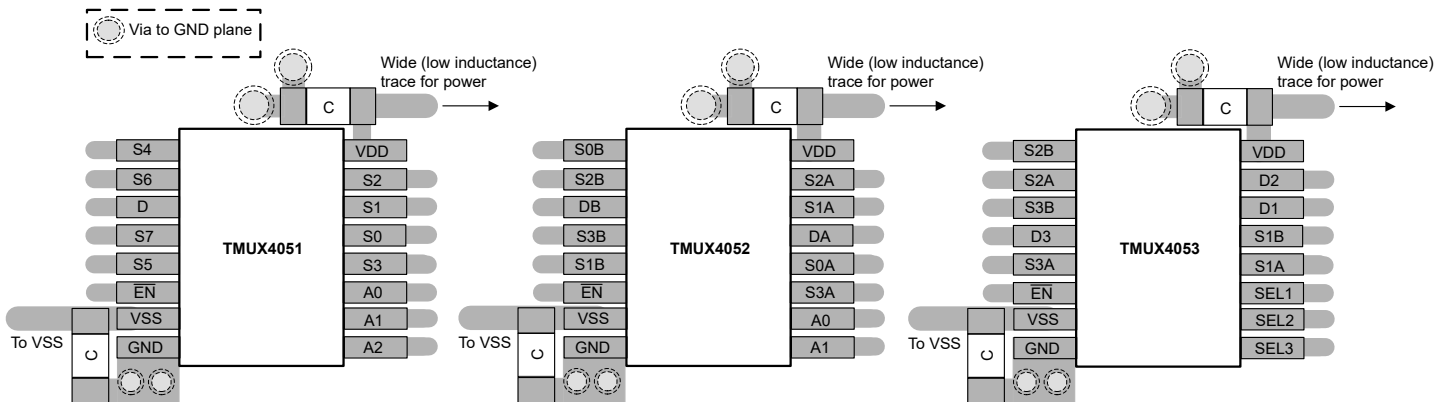 Via to GND plane
Wide (low inductance)
trace for power
C
S4
S6
D
S7
S5
EN
VSS
GND
TMUX4051
VDD
S2
S1
S0
S3
A0
A1
A2
To VSS
C
Wide (low inductance)
trace for power
C
S0B
S2B
DB
S3B
S1B
EN
VSS
GND
TMUX4052
VDD
S2A
S1A
DA
S0A
S3A
A0
A1
To VSS
C
Wide (low inductance)
trace for power
C
S2B
S2A
S3B
D3
S3A
EN
VSS
GND
TMUX4053
VDD
D2
D1
S1B
S1A
SEL1
SEL2
SEL3
To VSS
C